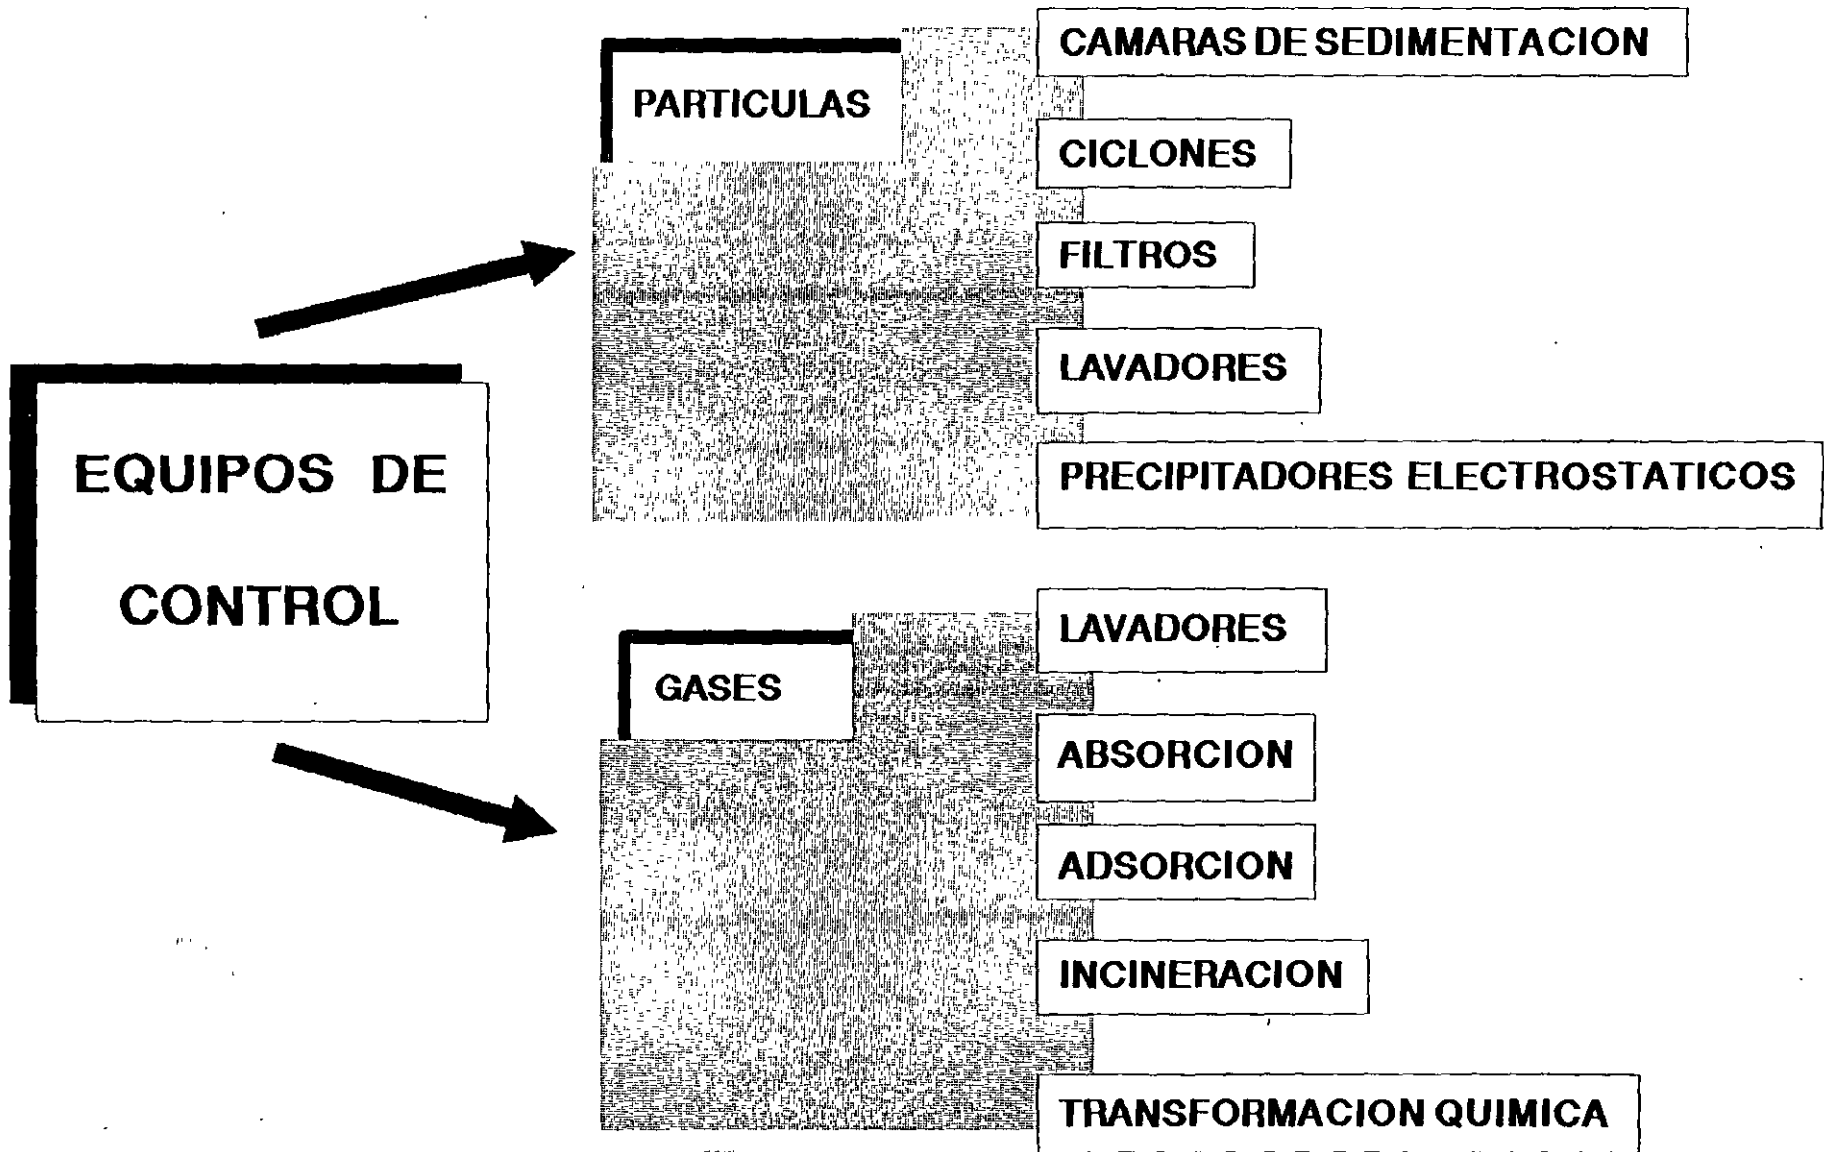 EQUIPOS DE
CONTROL
PARTICULAS
CAMARAS DE SEDIMENTACION
CICLONES
FILTROS
LAVADORES
PRECIPITADORES ELECTROSTATICOS
GASES
LAVADORES
ABSORCION
ADSORCION
INCINERACION
TRANSFORMACION QUIMICA